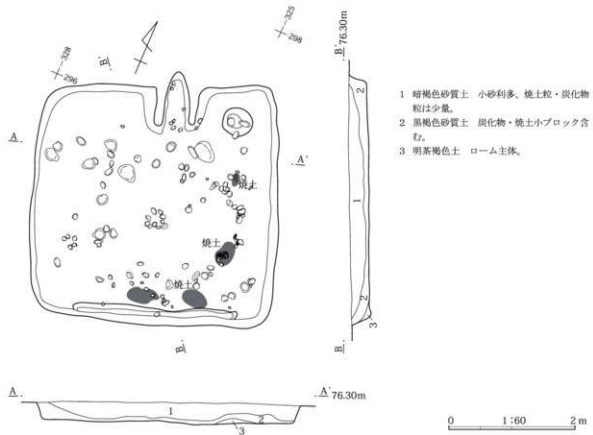 -325
298
-328
296
B'
B' 76.30m
A
A'
焼土
焼土
焼土
B
B
2
1
2
3
1 暗褐色砂質土 小砂利多、焼土粒・炭化物
粒は少量。
2 黒褐色砂質土 炭化物・焼土小ブロック含
む。
3 明茶褐色土 ローム主体。
A
A' 76.30m
1
2
3
0 1:60 2m